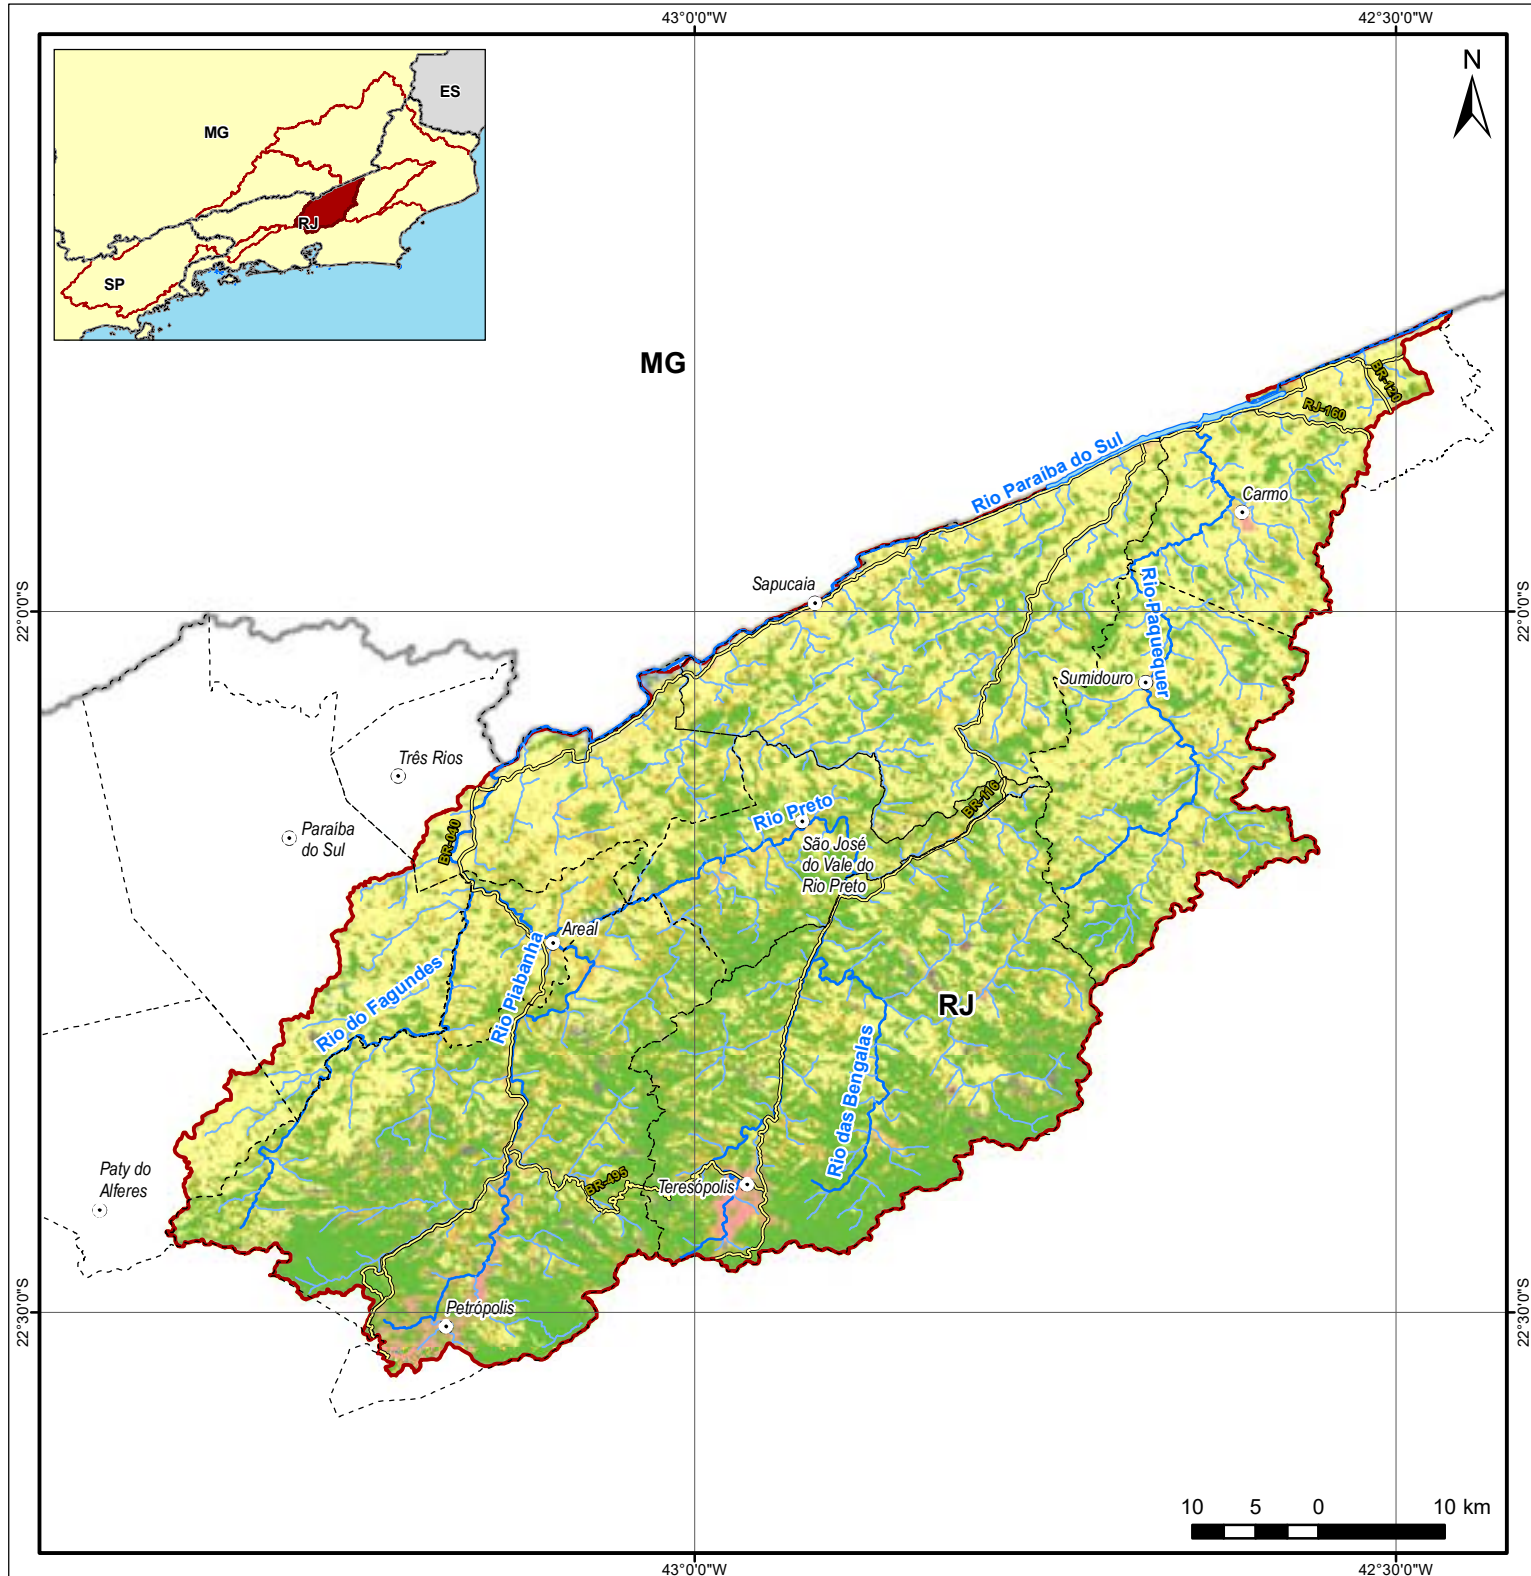 43°0'0"W
42°30'0"W
N
ES
MG
RJ
SP
MG
BR-120
RJ-160
Rio Paraíba do Sul
Carmo
Sapucaia
22°0'0"S
22°0'0"S
Rio Paquequer
Sumidouro
Três Rios
BR-116
Rio Preto
Paraíba
do Sul
BR-040
São José
do Vale do
Rio Preto
Areal
Rio Piabanha
Rio do Fagundes
RJ
Rio das Bengalas
Paty do
Alferes
BR-495
Teresópolis
Petrópolis
22°30'0"S
22°30'0"S
10 5 0 10 km
43°0'0"W
42°30'0"W